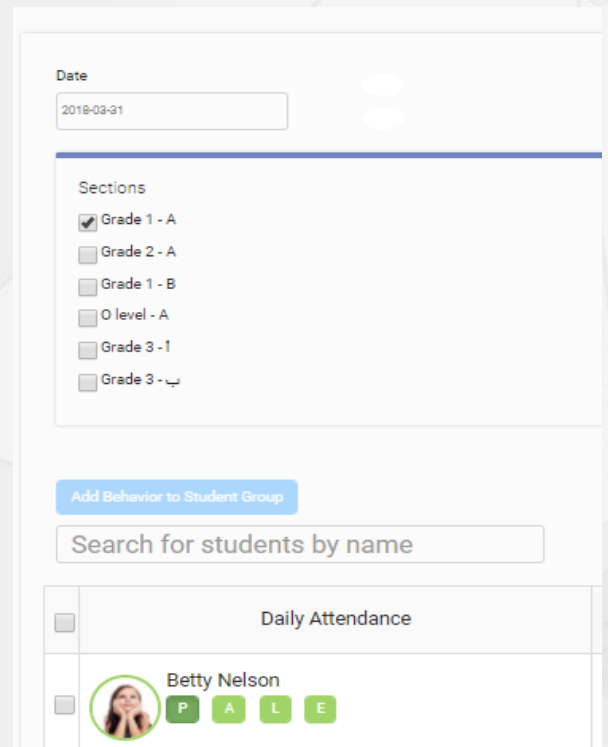 Date
2018-03-31
Sections
Grade 1 - A
Grade 2 - A
Grade 1 - B
O level - A
Grade 3 - أ
Grade 3 - ب
Add Behavior to Student Group
Search for students by name
Daily Attendance
Betty Nelson
P A L E